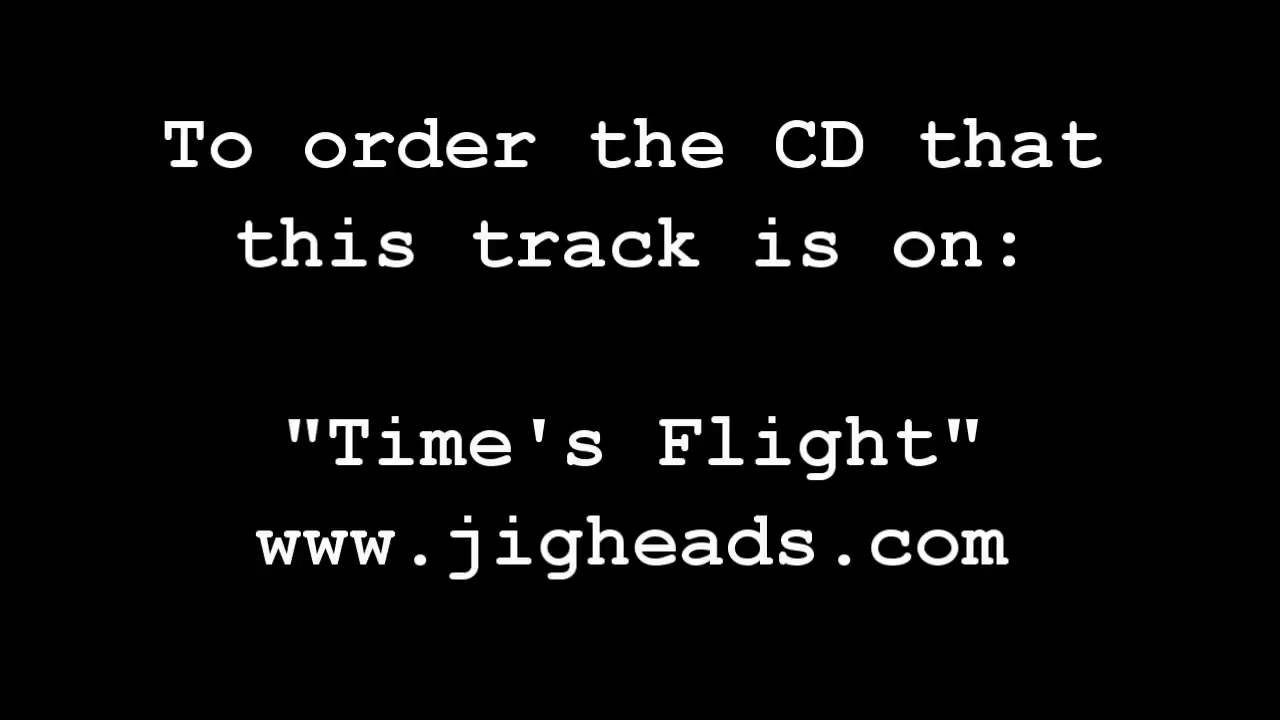 To order the CD that
this track is on:
"Time's Flight"
www.jigheads.com